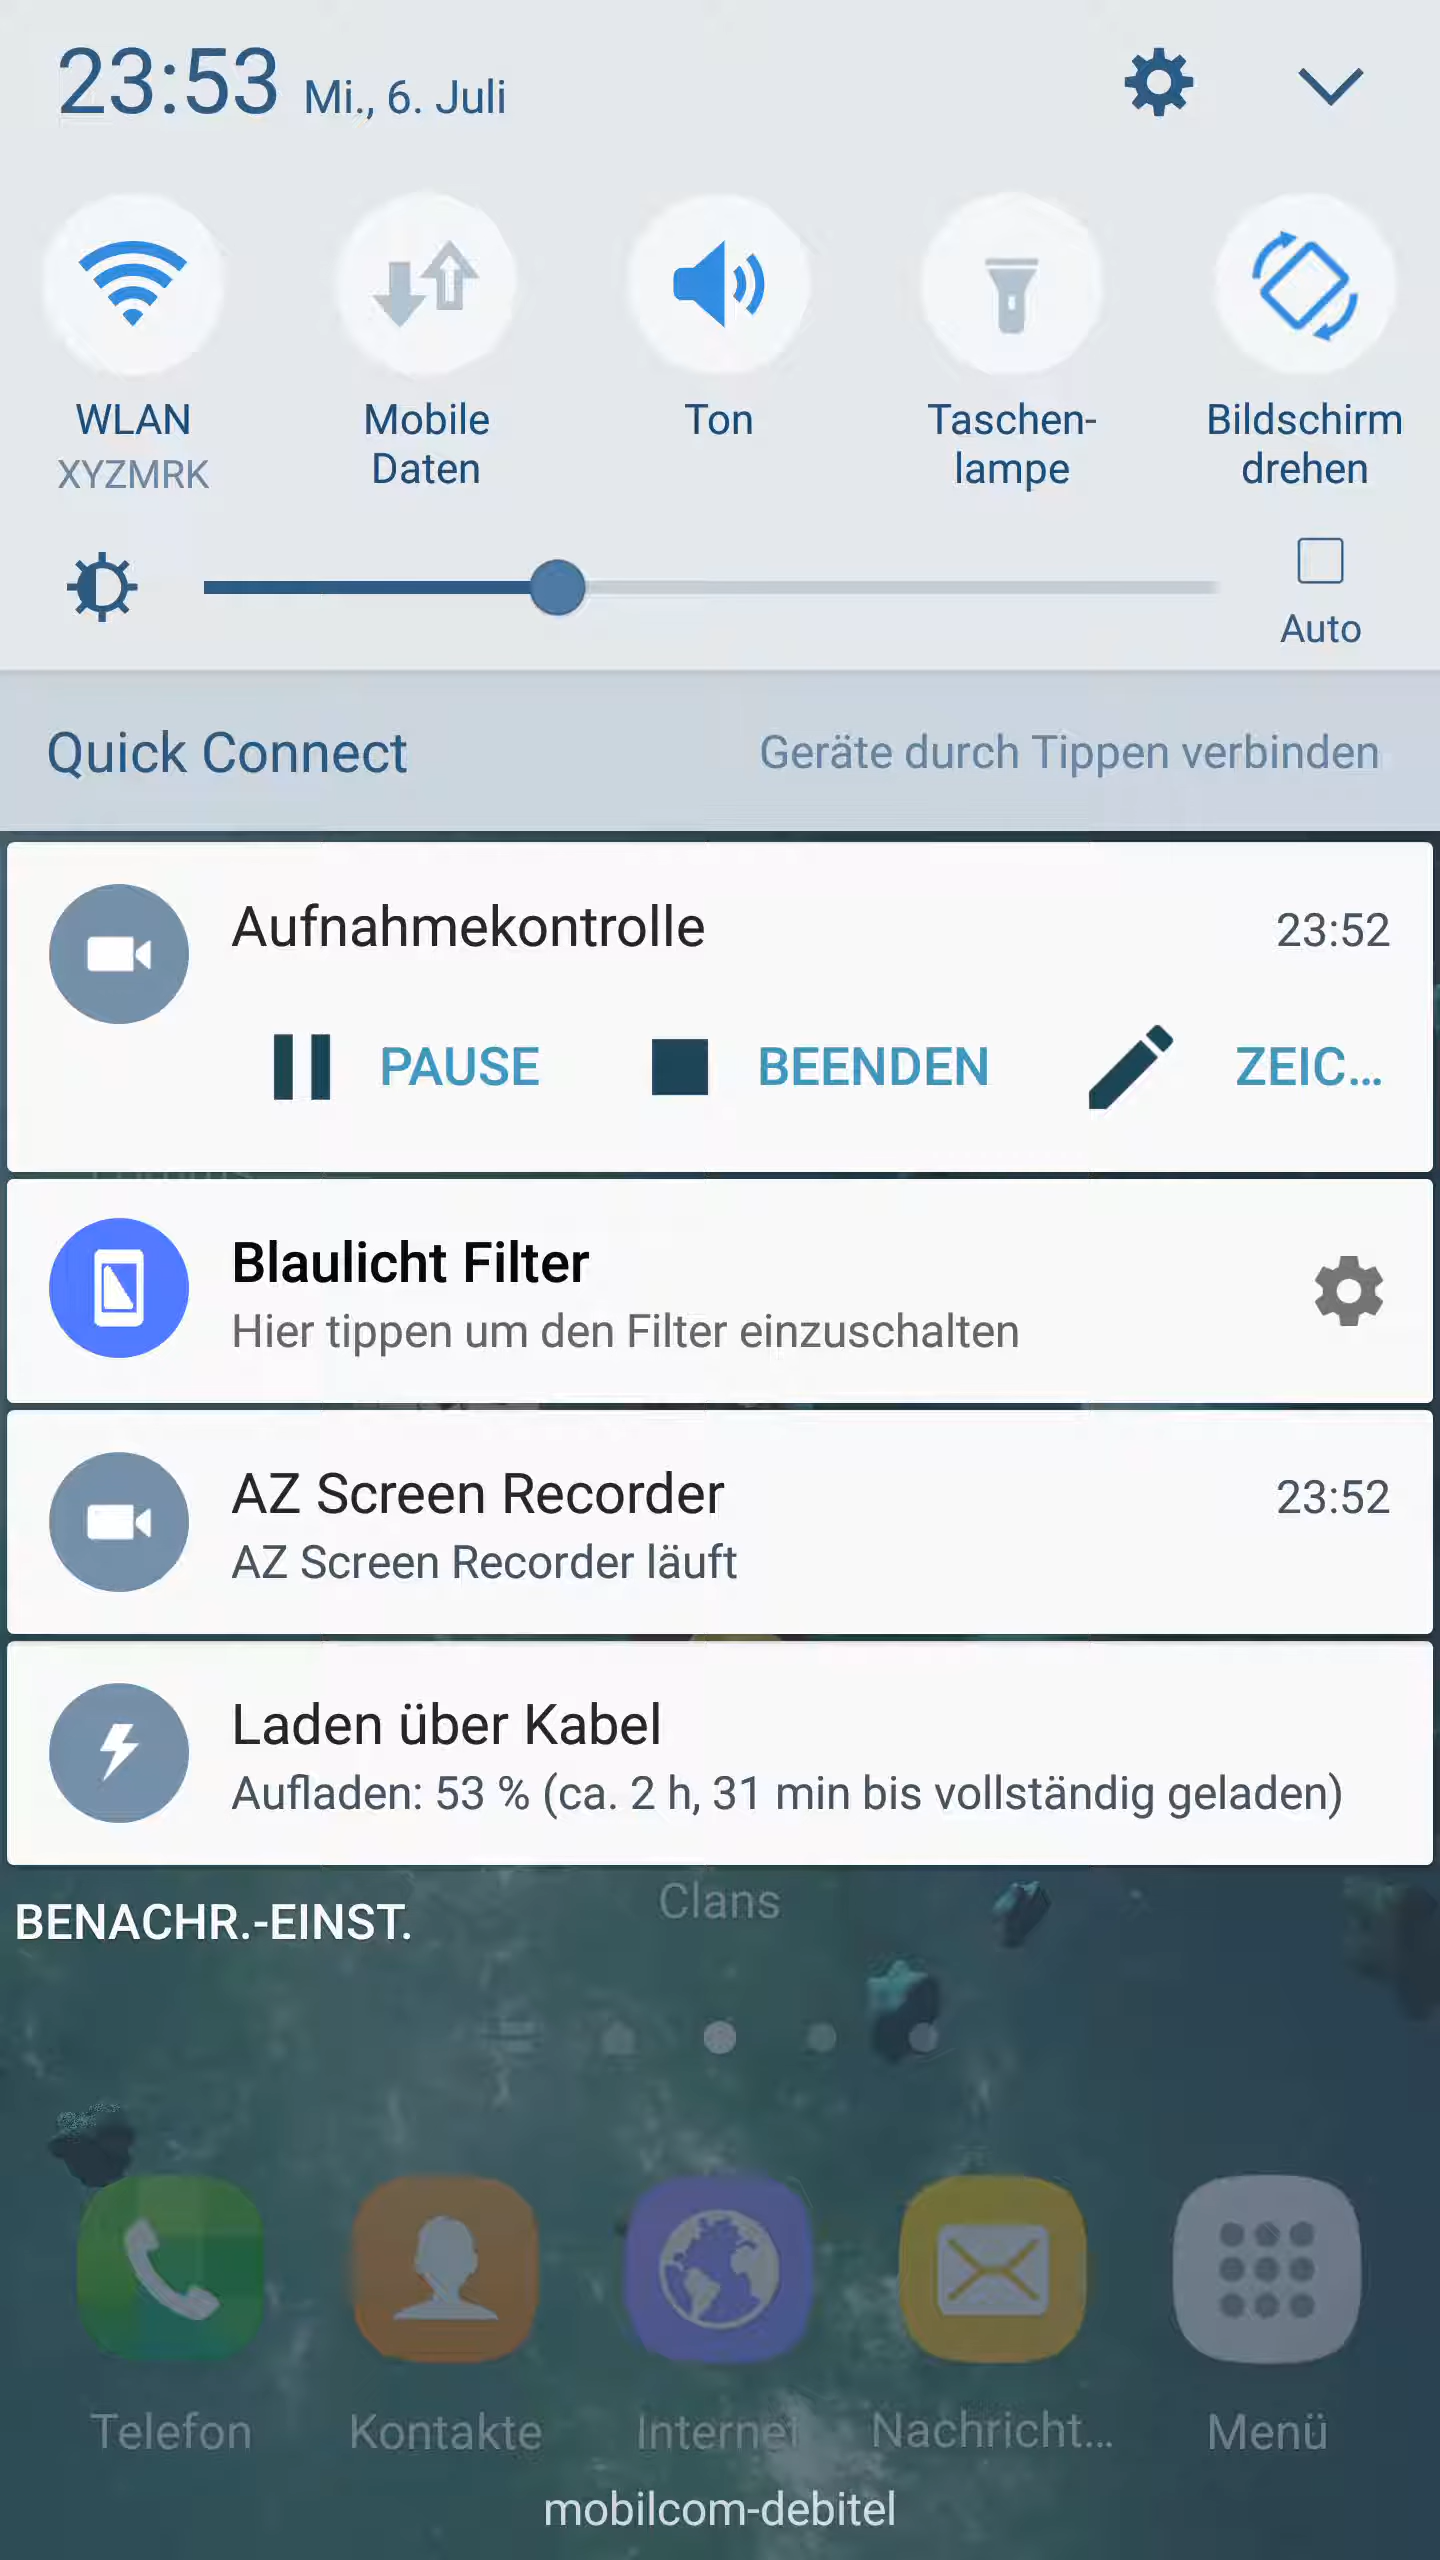 23:53 Mi., 6. Juli
WLAN
XYZMRK
Mobile
Daten
Ton
Taschen-
lampe
Bildschirm
drehen
Auto
Quick Connect
Geräte durch Tippen verbinden
Aufnahmekontrolle
23:52
PAUSE
BEENDEN
ZEIC...
Blaulicht Filter
Hier tippen um den Filter einzuschalten
AZ Screen Recorder
23:52
AZ Screen Recorder läuft
Laden über Kabel
Aufladen: 53 % (ca. 2 h, 31 min bis vollständig geladen)
Clans
BENACHR.-EINST.
Telefon
Kontakte
Internet
Nachricht...
Menü
mobilcom-debitel